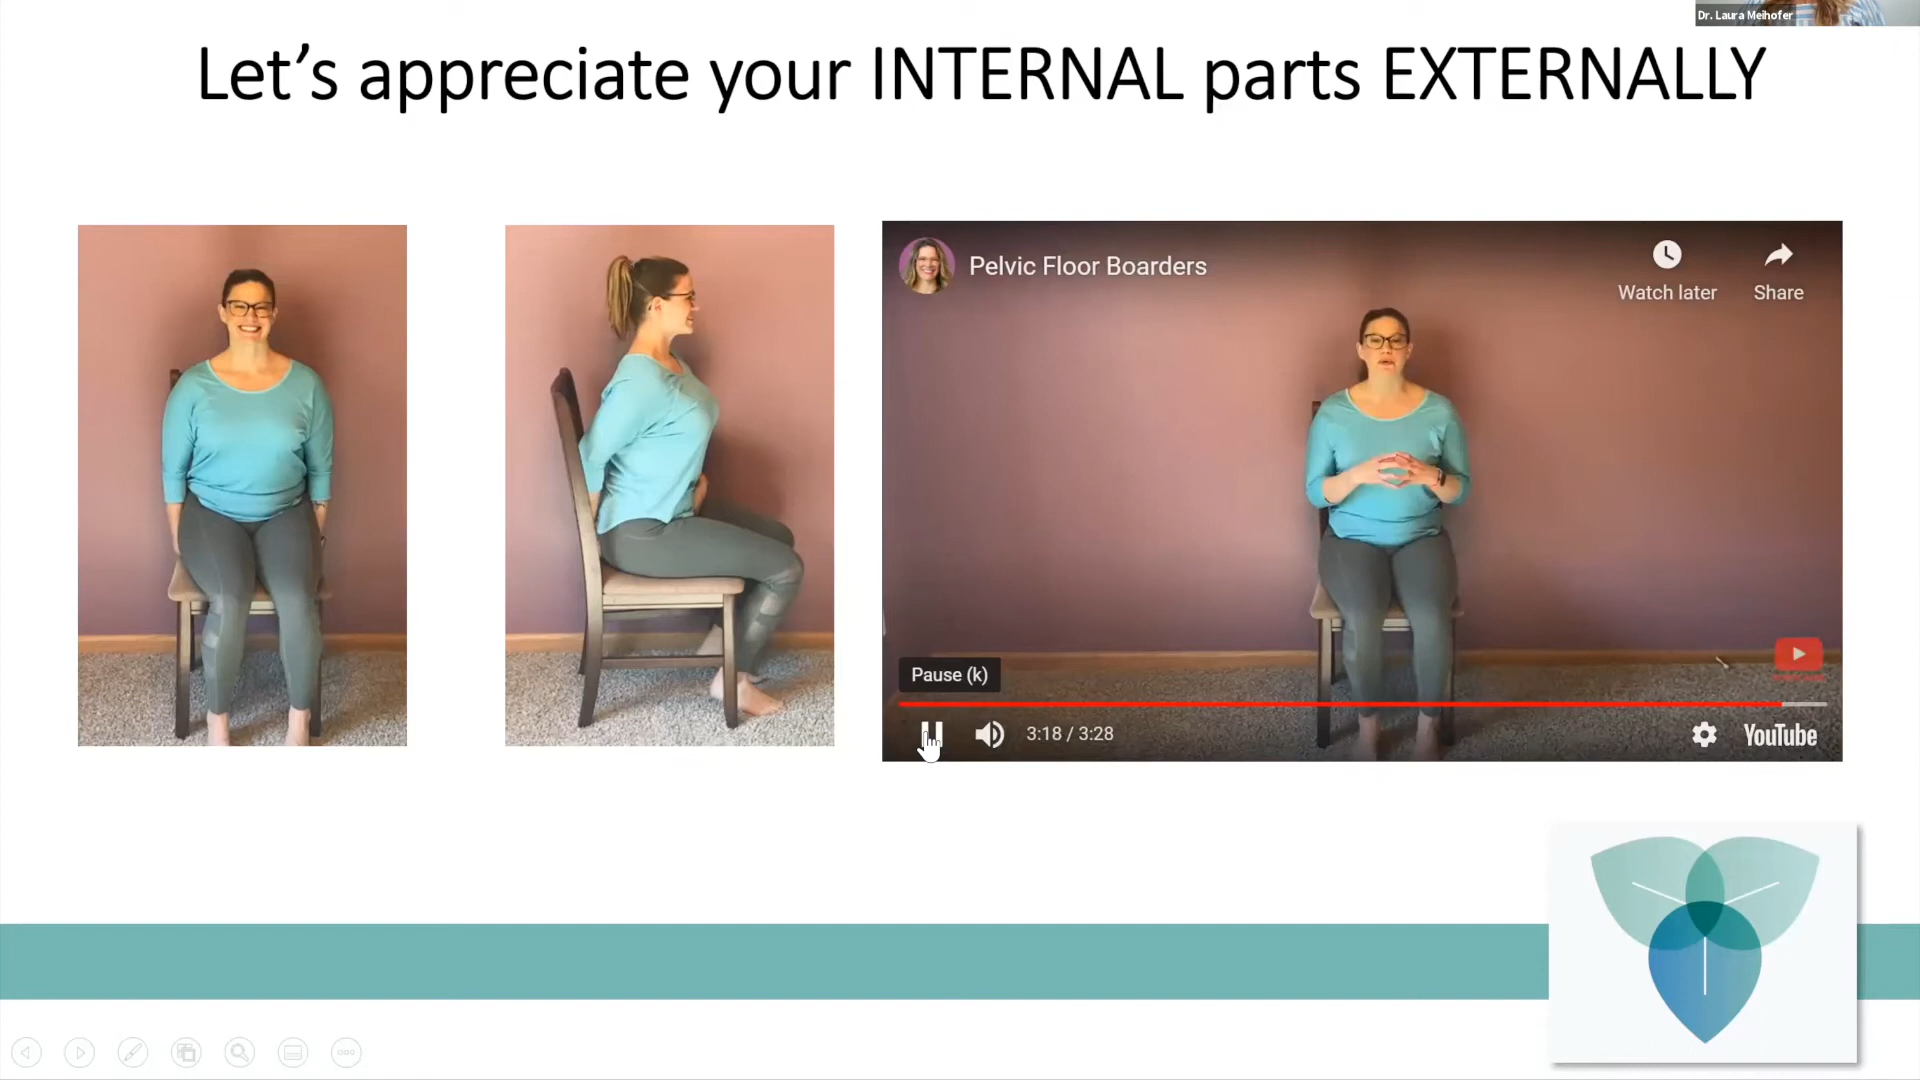 Dr. Laura Meihofer
Let’s appreciate your INTERNAL parts EXTERNALLY
Pelvic Floor Boarders
Watch later
Share
Pause (k)
3:18 / 3:28
YouTube